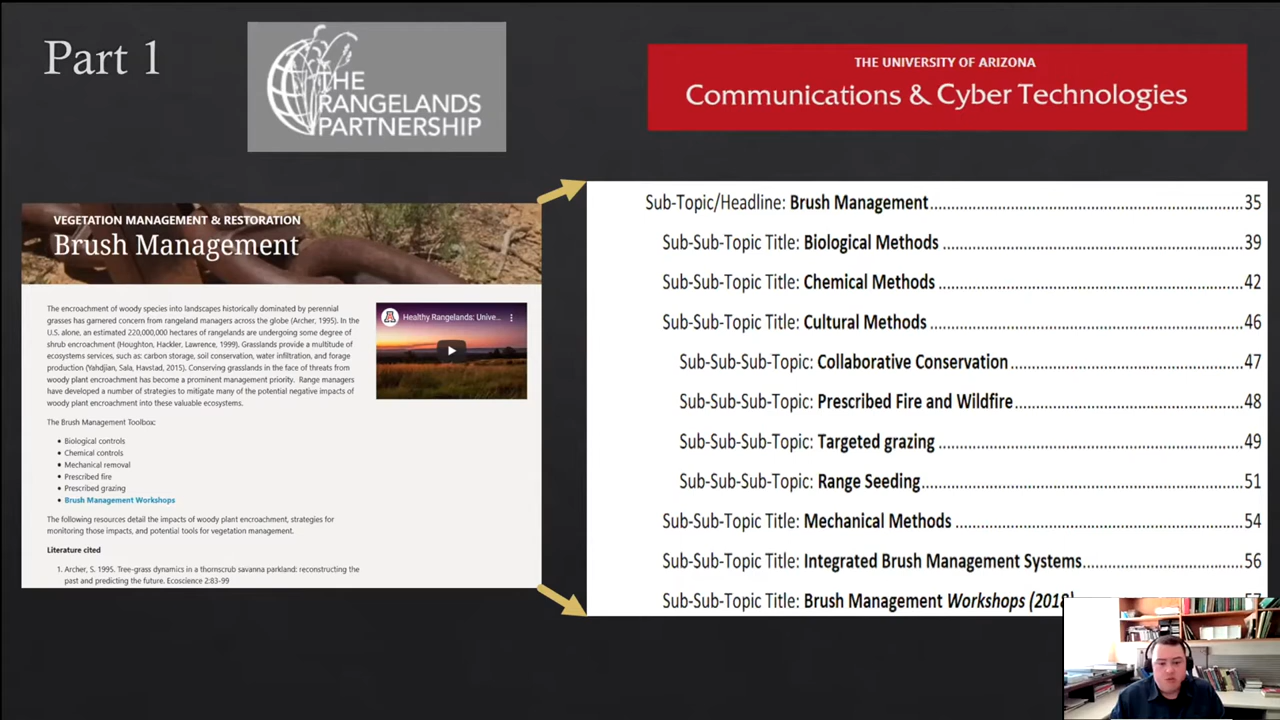 Part 1
THE
RANGELANDS
PARTNERSHIP
THE UNIVERSITY OF ARIZONA
Communications & Cyber Technologies
VEGETATION MANAGEMENT & RESTORATION
Brush Management
The encroachment of woody species into landscapes historically dominated by perennial
grasses has garnered concern from rangeland managers across the globe (Archer, 1995). In the
U.S. alone, an estimated 220,000,000 hectares of rangelands are undergoing some degree of
shrub encroachment (Houghton, Hackler, Lawrence, 1999). Grasslands provide a multitude of
ecosystems services, such as: carbon storage, soil conservation, water infiltration, and forage
production (Yahdjian, Sala, Havstad, 2015). Conserving grasslands in the face of threats from
woody plant encroachment has become a prominent management priority. Range managers
have developed a number of strategies to mitigate many of the potential negative impacts of
woody plant encroachment into these valuable ecosystems.
Healthy Rangelands: Unive...
The Brush Management Toolbox:
• Biological controls
• Chemical controls
• Mechanical removal
• Prescribed fire
• Prescribed grazing
• Brush Management Workshops
The following resources detail the impacts of woody plant encroachment, strategies for
monitoring those impacts, and potential tools for vegetation management.
Literature cited
1. Archer, S. 1995. Tree-grass dynamics in a thornscrub savanna parkland: reconstructing the
past and predicting the future. Ecoscience 2:83-99
Sub-Topic/Headline: Brush Management 35
Sub-Sub-Topic Title: Biological Methods 39
Sub-Sub-Topic Title: Chemical Methods 42
Sub-Sub-Topic Title: Cultural Methods 46
Sub-Sub-Sub-Topic: Collaborative Conservation 47
Sub-Sub-Sub-Topic: Prescribed Fire and Wildfire 48
Sub-Sub-Sub-Topic: Targeted grazing 49
Sub-Sub-Sub-Topic: Range Seeding 51
Sub-Sub-Topic Title: Mechanical Methods 54
Sub-Sub-Topic Title: Integrated Brush Management Systems 56
Sub-Sub-Topic Title: Brush Management Workshops (2018)